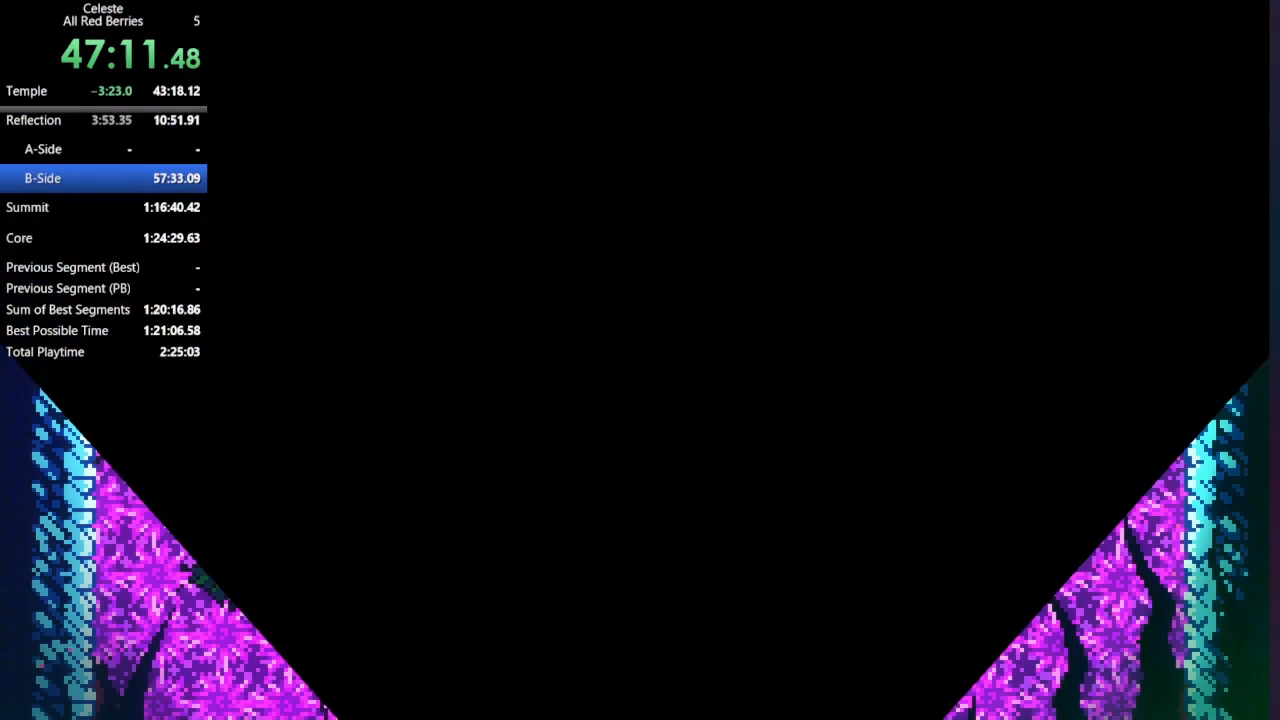 Celeste
All Red Berries 5
47:11.48
Temple −3:23.0 43:18.12
Reflection 3:53.35 10:51.91
A-Side - -
B-Side 57:33.09
Summit 1:16:40.42
Core 1:24:29.63
Previous Segment (Best) -
Previous Segment (PB) -
Sum of Best Segments 1:20:16.86
Best Possible Time 1:21:06.58
Total Playtime 2:25:03